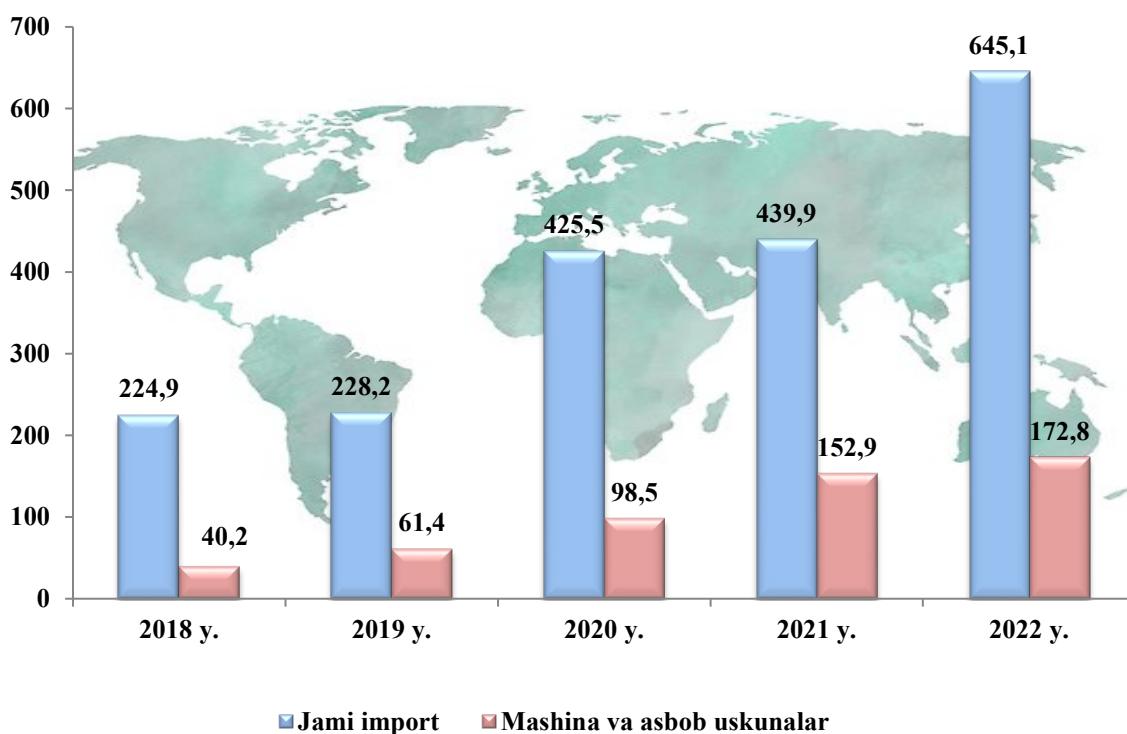 700
600
500
400
300
200
100
0
224,9
40,2
228,2
61,4
425,5
98,5
439,9
152,9
645,1
172,8
2018 y.
2019 y.
2020 y.
2021 y.
2022 y.
Jami import
Mashina va asbob uskunalar